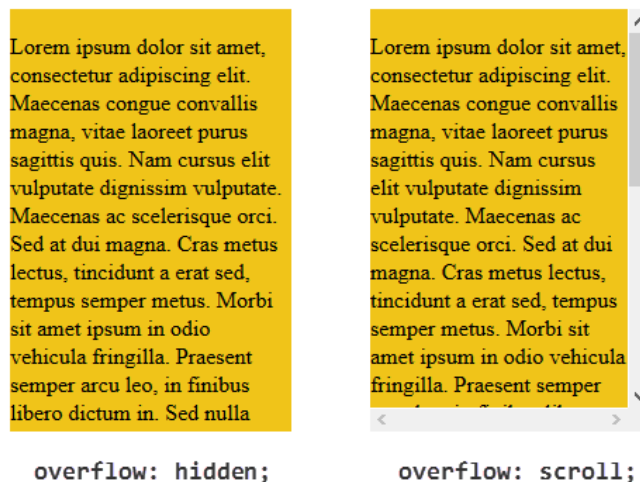 Lorem ipsum dolor sit amet,
consectetur adipiscing elit.
Maecenas congue convallis
magna, vitae laoreet purus
sagittis quis. Nam cursus elit
vulputate dignissim vulputate.
Maecenas ac scelerisque orci.
Sed at dui magna. Cras metus
lectus, tincidunt a erat sed,
tempus semper metus. Morbi
sit amet ipsum in odio
vehicula fringilla. Praesent
semper arcu leo, in finibus
libero dictum in. Sed nulla
overflow: hidden;
Lorem ipsum dolor sit amet,
consectetur adipiscing elit.
Maecenas congue convallis
magna, vitae laoreet purus
sagittis quis. Nam cursus
elit vulputate dignissim
vulputate. Maecenas ac
scelerisque orci. Sed at dui
magna. Cras metus lectus,
tincidunt a erat sed, tempus
semper metus. Morbi sit
amet ipsum in odio vehicula
fringilla. Praesent semper
overflow: scroll;